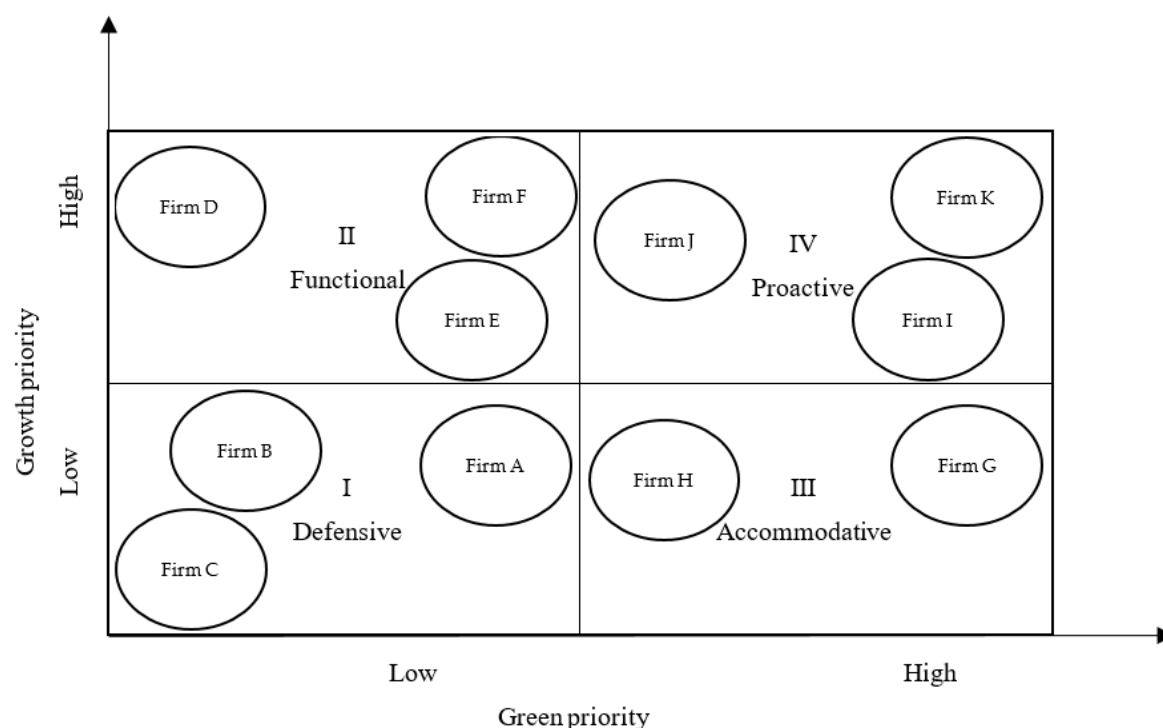 High
Low
Growth priority
Firm D
Firm F
Firm E
II
Functional
Firm J
Firm K
Firm I
IV
Proactive
Firm B
Firm A
Firm C
I
Defensive
Firm H
Firm G
III
Accommodative
Low
High
Green priority